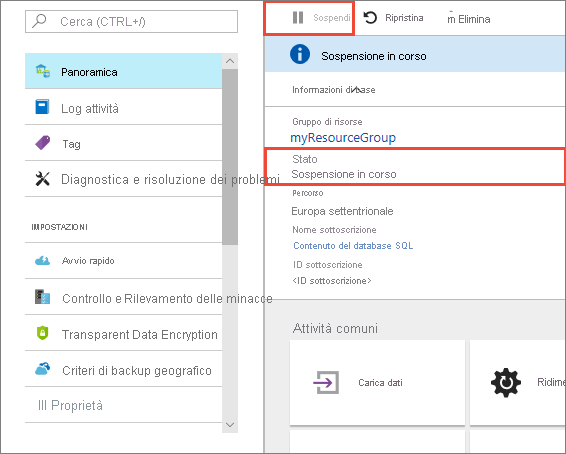 Cerca (CTRL+/)
Panoramica
Log attività
Tag
Diagnostica e risoluzione dei problemi
IMPOSTAZIONI
Avvio rapido
Controllo e Rilevamento delle minacce
Transparent Data Encryption
Criteri di backup geografico
III Proprietà
Sospendi
Ripristina
m Elimina
Sospensione in corso
Informazioni di base
Gruppo di risorse
myResourceGroup
Stato
Sospensione in corso
Percorso
Europa settentrionale
Nome sottoscrizione
Contenuto del database SQL
ID sottoscrizione
<ID sottoscrizione>
Attività comuni
Carica dati
Ridime